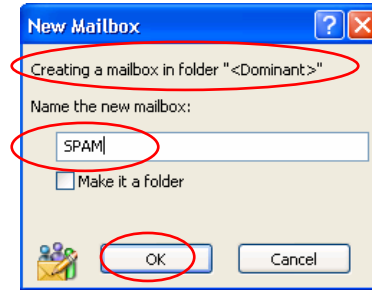 New Mailbox
Creating a mailbox in folder "<Dominant>"
Name the new mailbox:
SPAM
Make it a folder
OK Cancel